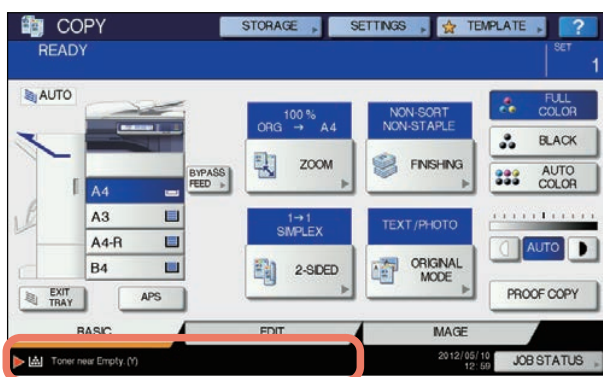 COPY
STORAGE
SETTINGS
TEMPLATE
?
READY
SET
1
AUTO
100 %
ORG → A4
ZOOM
NON-SORT
NON-STAPLE
FINISHING
FULL
COLOR
BLACK
AUTO
COLOR
BYPASS
FEED
A4
A3
A4-R
B4
1→1
SIMPLEX
2-SIDED
TEXT/PHOTO
ORIGINAL
MODE
AUTO
EXIT
TRAY
APS
PROOF COPY
BASIC
EDIT
IMAGE
Toner near Empty. (Y)
2012/05/10
12:59
JOB STATUS